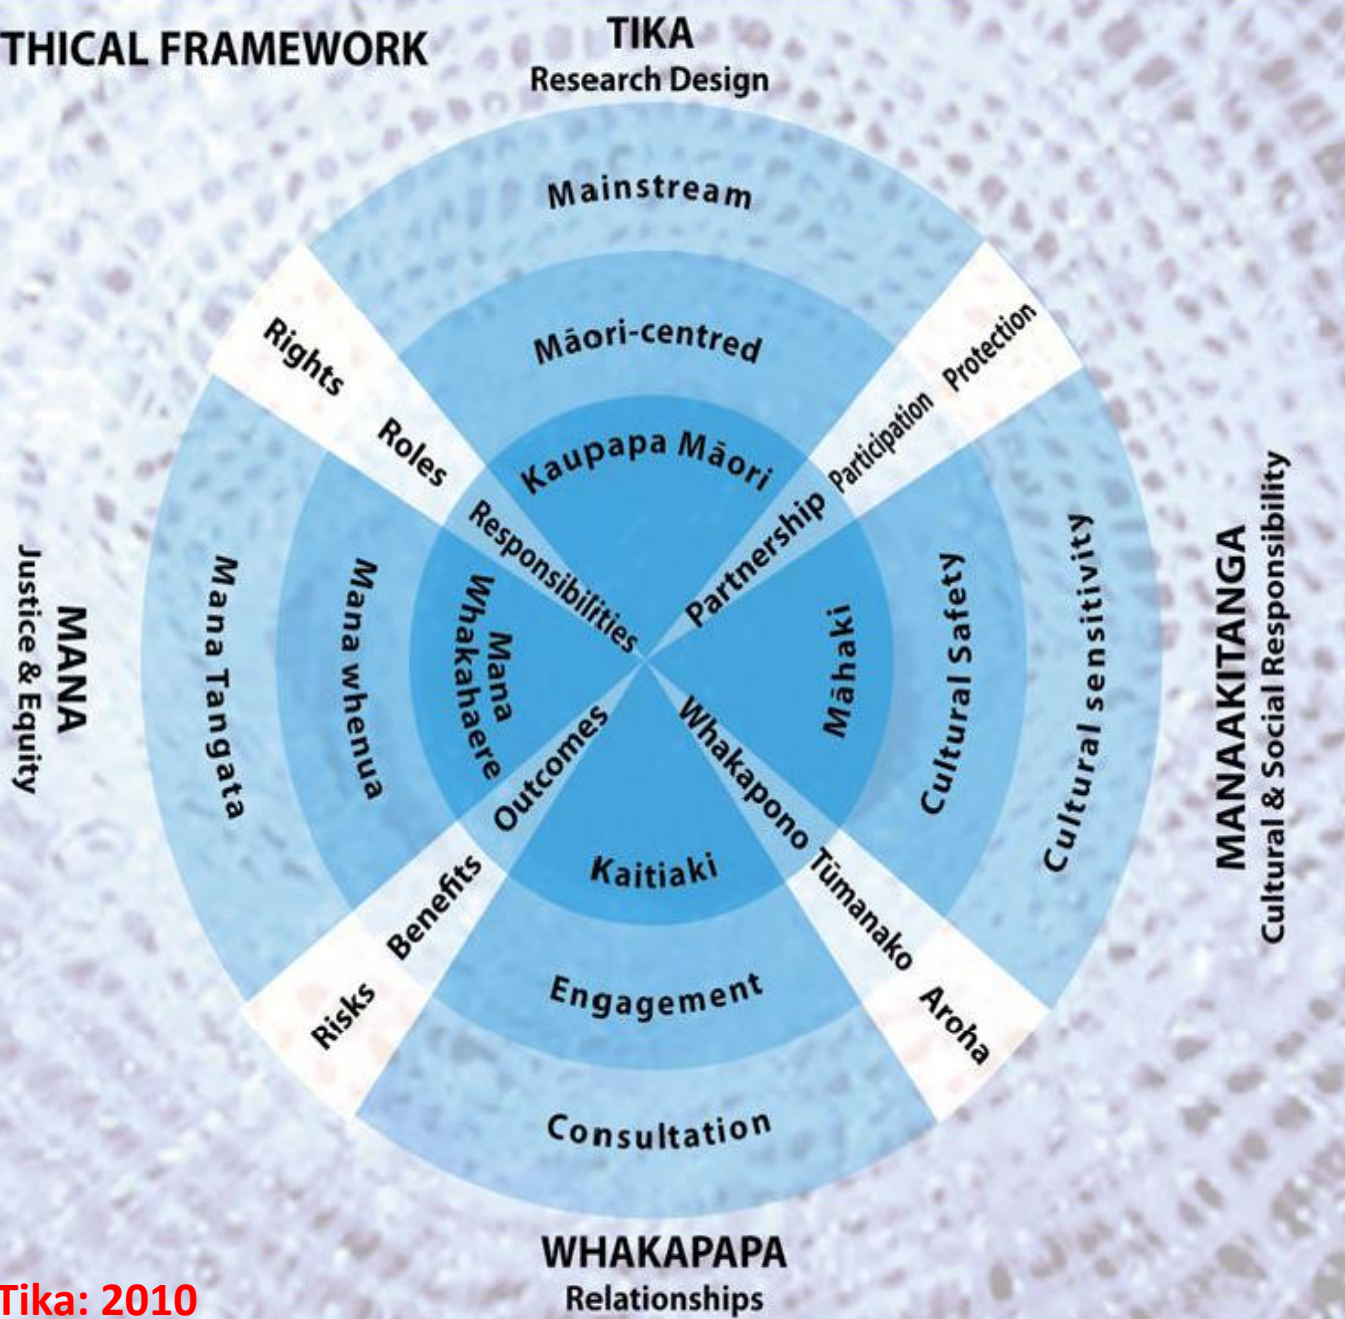 THICAL FRAMEWORK
TIKA
Research Design
Mainstream
Māori-centred
Kaupapa Māori
Rights
Roles
Responsibilities
Protection
Participation
Partnership
MANA
Justice & Equity
Mana Tangata
Mana whenua
Mana
Whakahaere
Māhaki
Cultural Safety
Cultural sensitivity
MANAAKITANGA
Cultural & Social Responsibility
Outcomes
Benefits
Risks
Whakapono
Tūmanako
Aroha
Kaitiaki
Engagement
Consultation
WHAKAPAPA
Relationships
Tika: 2010